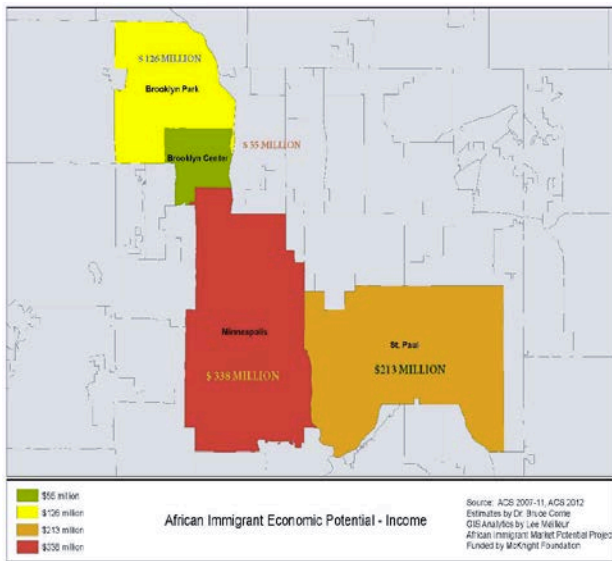 $ 126 MILLION
Brooklyn Park
Brooklyn Center
$ 55 MILLION
Minneapolis
$ 338 MILLION
St. Paul
$213 MILLION
$55 million
$126 million
$213 million
$338 million
African Immigrant Economic Potential - Income
Source: ACS 2007-11, ACS 2012
Estimates by Dr. Bruce Corrie
GIS Analytics by Lee Meilleur
African Immigrant Market Potential Project
Funded by McKnight Foundation